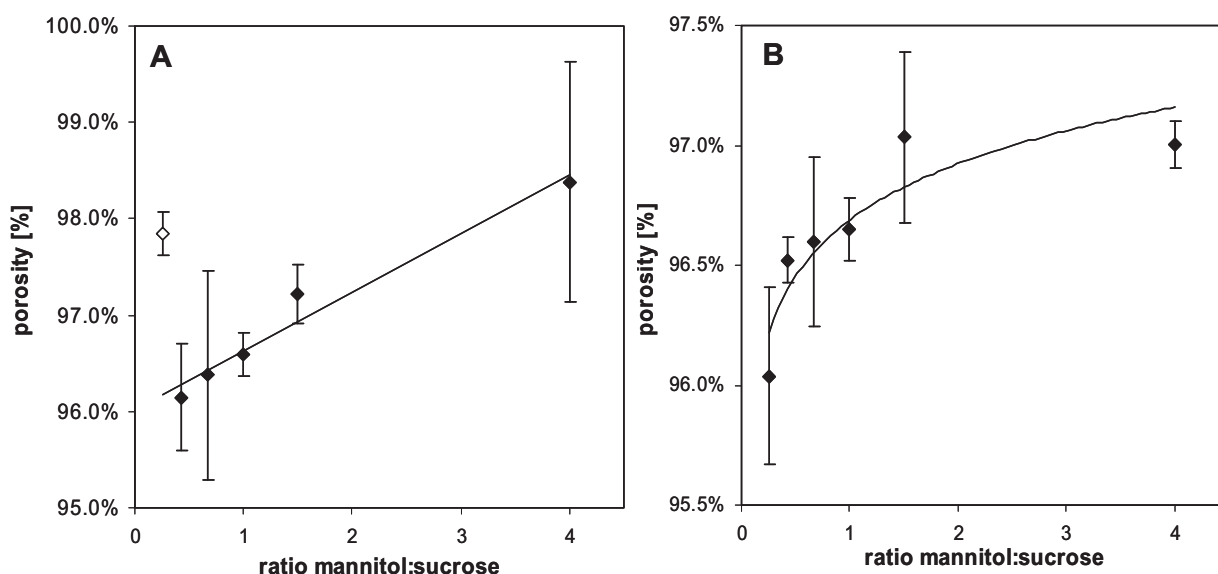 A
porosity [%]
100.0%
99.0%
98.0%
97.0%
96.0%
95.0%
0 1 2 3 4
ratio mannitol:sucrose
B
porosity [%]
97.5%
97.0%
96.5%
96.0%
95.5%
0 1 2 3 4
ratio mannitol:sucrose